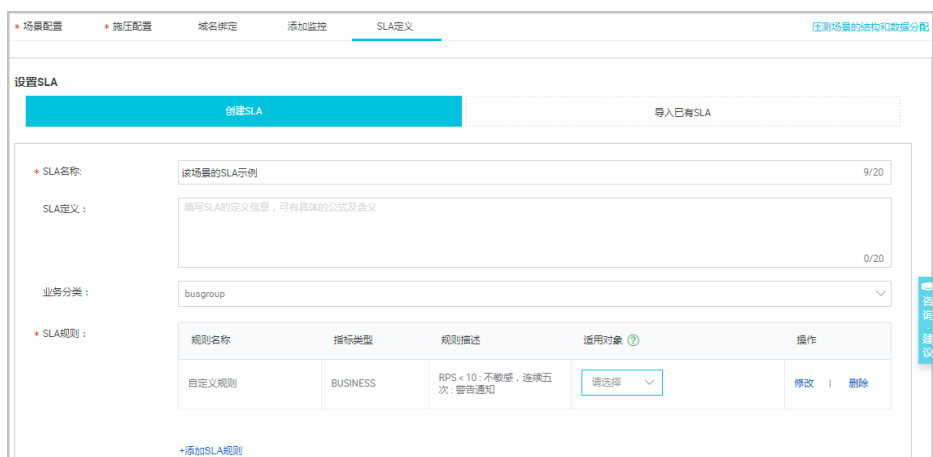 * 场景配置 * 施压配置 域名绑定 添加监控 SLA定义 压测场景的结构和数据分配
设置SLA
创建SLA 导入已有SLA
* SLA名称: 该场景的SLA示例 9/20
SLA定义： 填写SLA的定义信息，可有具体的公式及含义
0/20
业务分类： busgroup
* SLA规则： 规则名称 指标类型 规则描述 适用对象 ? 操作
自定义规则 BUSINESS RPS < 10 : 不敏感，连续五 请选择 修改 | 删除
次 : 警告通知
+添加SLA规则
咨询·建议